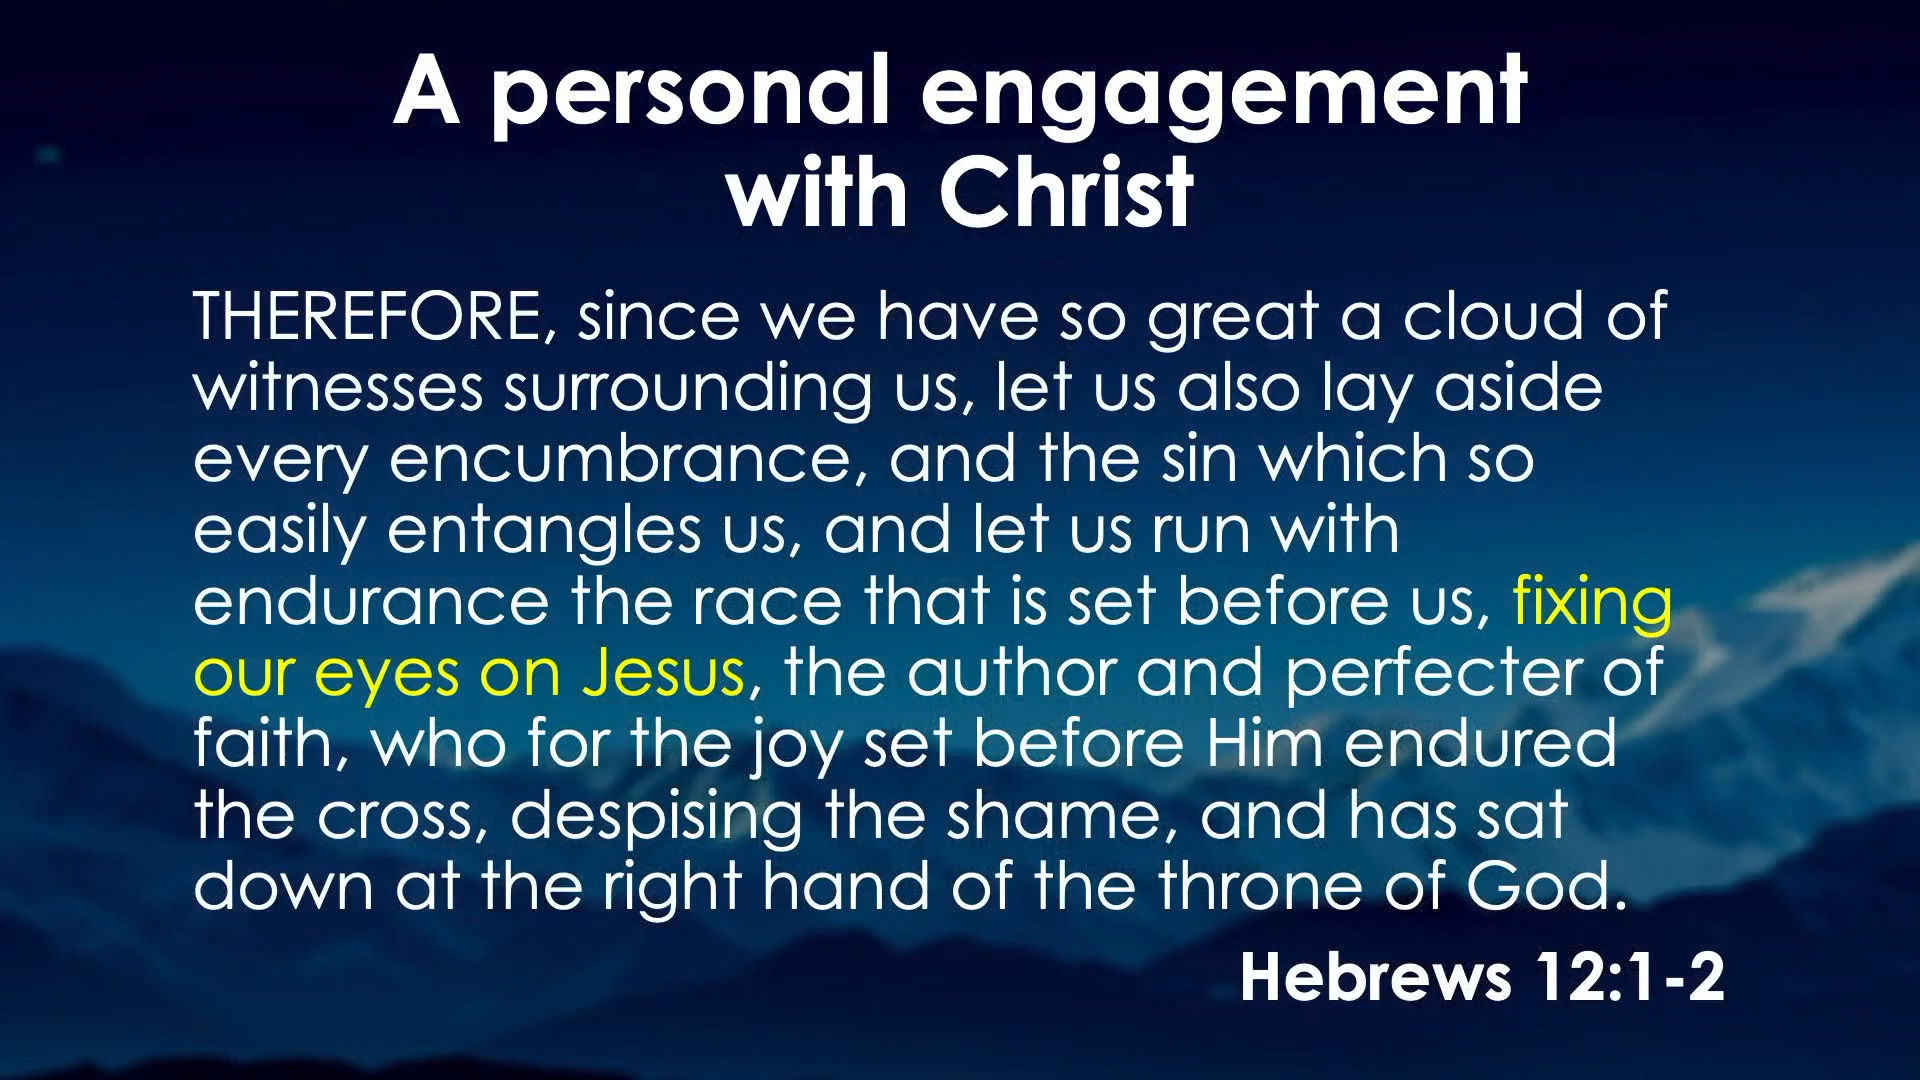 A personal engagement
with Christ
THEREFORE, since we have so great a cloud of
witnesses surrounding us, let us also lay aside
every encumbrance, and the sin which so
easily entangles us, and let us run with
endurance the race that is set before us, fixing
our eyes on Jesus, the author and perfecter of
faith, who for the joy set before Him endured
the cross, despising the shame, and has sat
down at the right hand of the throne of God.
Hebrews 12:1-2